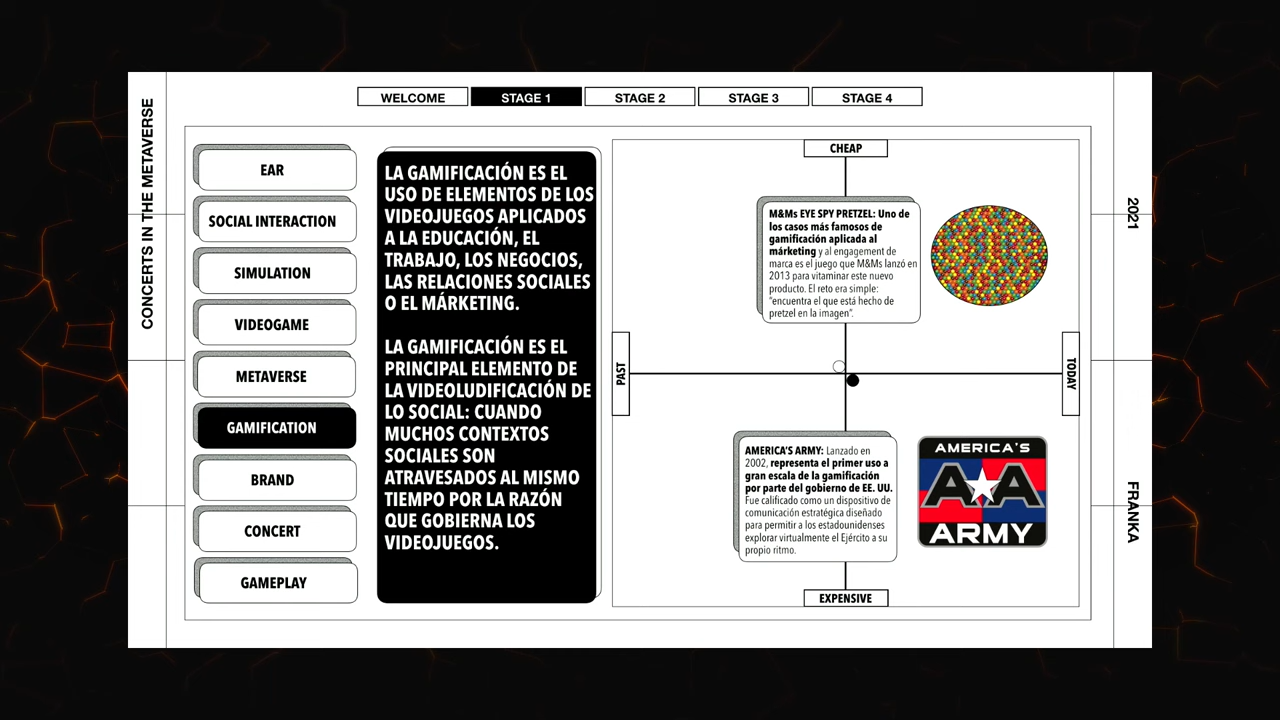 CONCERTS IN THE METAVERSE
WELCOME
STAGE 1
STAGE 2
STAGE 3
STAGE 4
EAR
SOCIAL INTERACTION
SIMULATION
VIDEOGAME
METAVERSE
GAMIFICATION
BRAND
CONCERT
GAMEPLAY
LA GAMIFICACIÓN ES EL
USO DE ELEMENTOS DE LOS
VIDEOJUEGOS APLICADOS
A LA EDUCACIÓN, EL
TRABAJO, LOS NEGOCIOS,
LAS RELACIONES SOCIALES
O EL MÁRKETING.
LA GAMIFICACIÓN ES EL
PRINCIPAL ELEMENTO DE
LA VIDEOLUDIFICACIÓN DE
LO SOCIAL: CUANDO
MUCHOS CONTEXTOS
SOCIALES SON
ATRAVESADOS AL MISMO
TIEMPO POR LA RAZÓN
QUE GOBIERNA LOS
VIDEOJUEGOS.
CHEAP
M&Ms EYE SPY PRETZEL: Uno de
los casos más famosos de
gamificación aplicada al
márketing y al engagement de
marca es el juego que M&Ms lanzó en
2013 para vitaminar este nuevo
producto. El reto era simple:
"encuentra el que está hecho de
pretzel en la imagen".
PAST
TODAY
AMERICA'S ARMY: Lanzado en
2002, representa el primer uso a
gran escala de la gamificación
por parte del gobierno de EE. UU.
Fue calificado como un dispositivo de
comunicación estratégica diseñado
para permitir a los estadounidenses
explorar virtualmente el Ejército a su
propio ritmo.
AMERICA'S
AA
ARMY
EXPENSIVE
2021
FRANKA